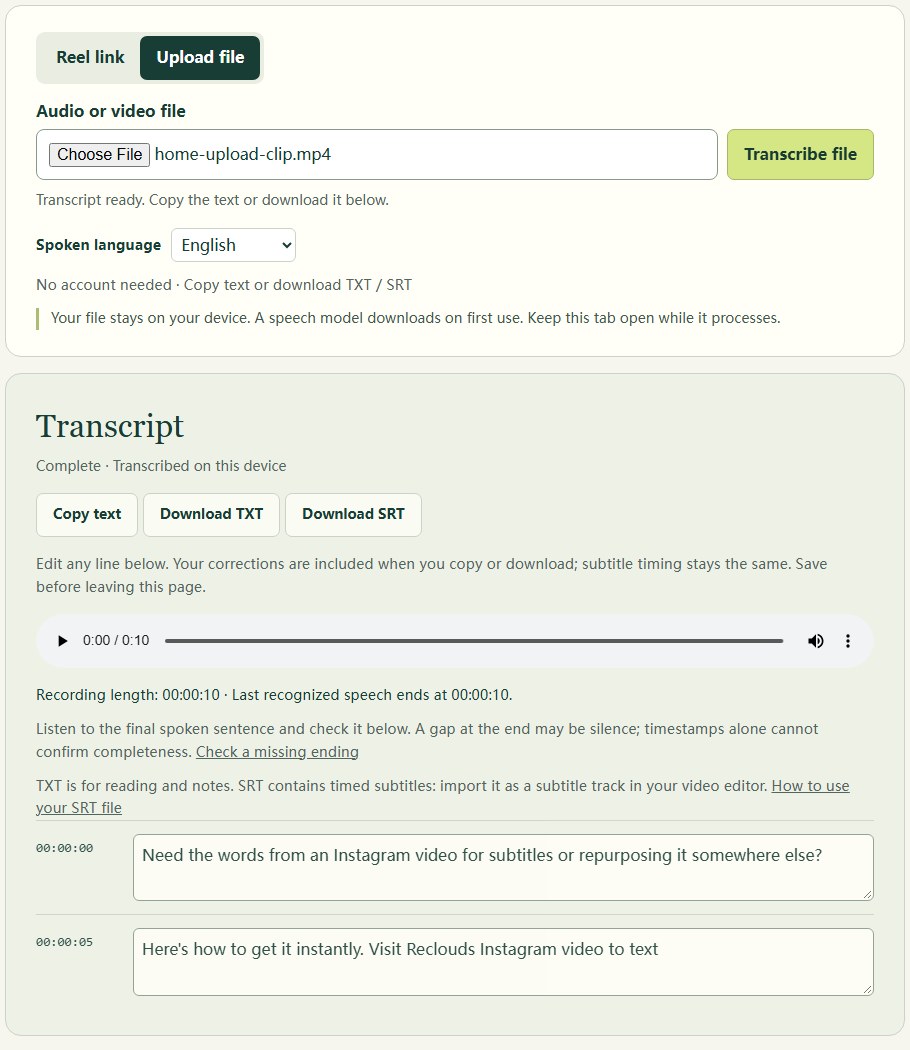 Reel link Upload file
Audio or video file
Choose File home-upload-clip.mp4 Transcribe file
Transcript ready. Copy the text or download it below.
Spoken language English
No account needed · Copy text or download TXT / SRT
Your file stays on your device. A speech model downloads on first use. Keep this tab open while it processes.
Transcript
Complete · Transcribed on this device
Copy text Download TXT Download SRT
Edit any line below. Your corrections are included when you copy or download; subtitle timing stays the same. Save
before leaving this page.
0:00 / 0:10
Recording length: 00:00:10 · Last recognized speech ends at 00:00:10.
Listen to the final spoken sentence and check it below. A gap at the end may be silence; timestamps alone cannot
confirm completeness. Check a missing ending
TXT is for reading and notes. SRT contains timed subtitles: import it as a subtitle track in your video editor. How to use
your SRT file
00:00:00 Need the words from an Instagram video for subtitles or repurposing it somewhere else?
00:00:05 Here's how to get it instantly. Visit Reclouds Instagram video to text